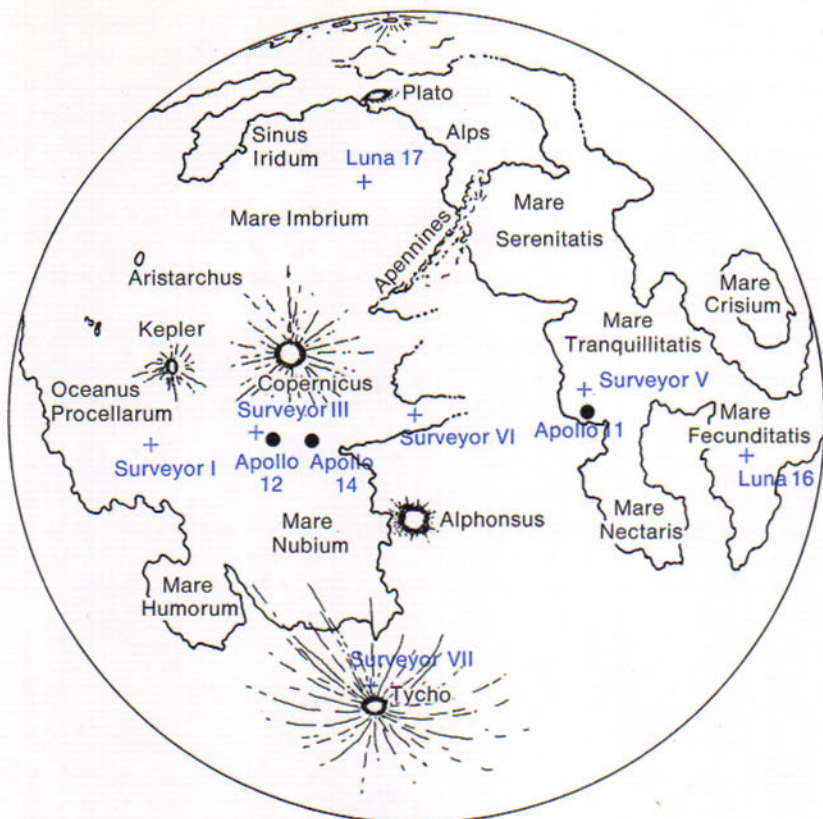 Plato
Sinus
Iridum
Alps
Luna 17
Mare Imbrium
Mare
Serenitatis
Apennines
Aristarchus
Mare
Crisium
Kepler
Mare
Tranquillitatis
Copernicus
Oceanus
Procellarum
Surveyor V
Surveyor III
Surveyor VI
Apollo 11
Mare
Fecunditatis
Surveyor I
Apollo
12
Apollo
14
Luna 16
Mare
Nubium
Alphonsus
Mare
Nectaris
Mare
Humorum
Surveyor VII
Tycho